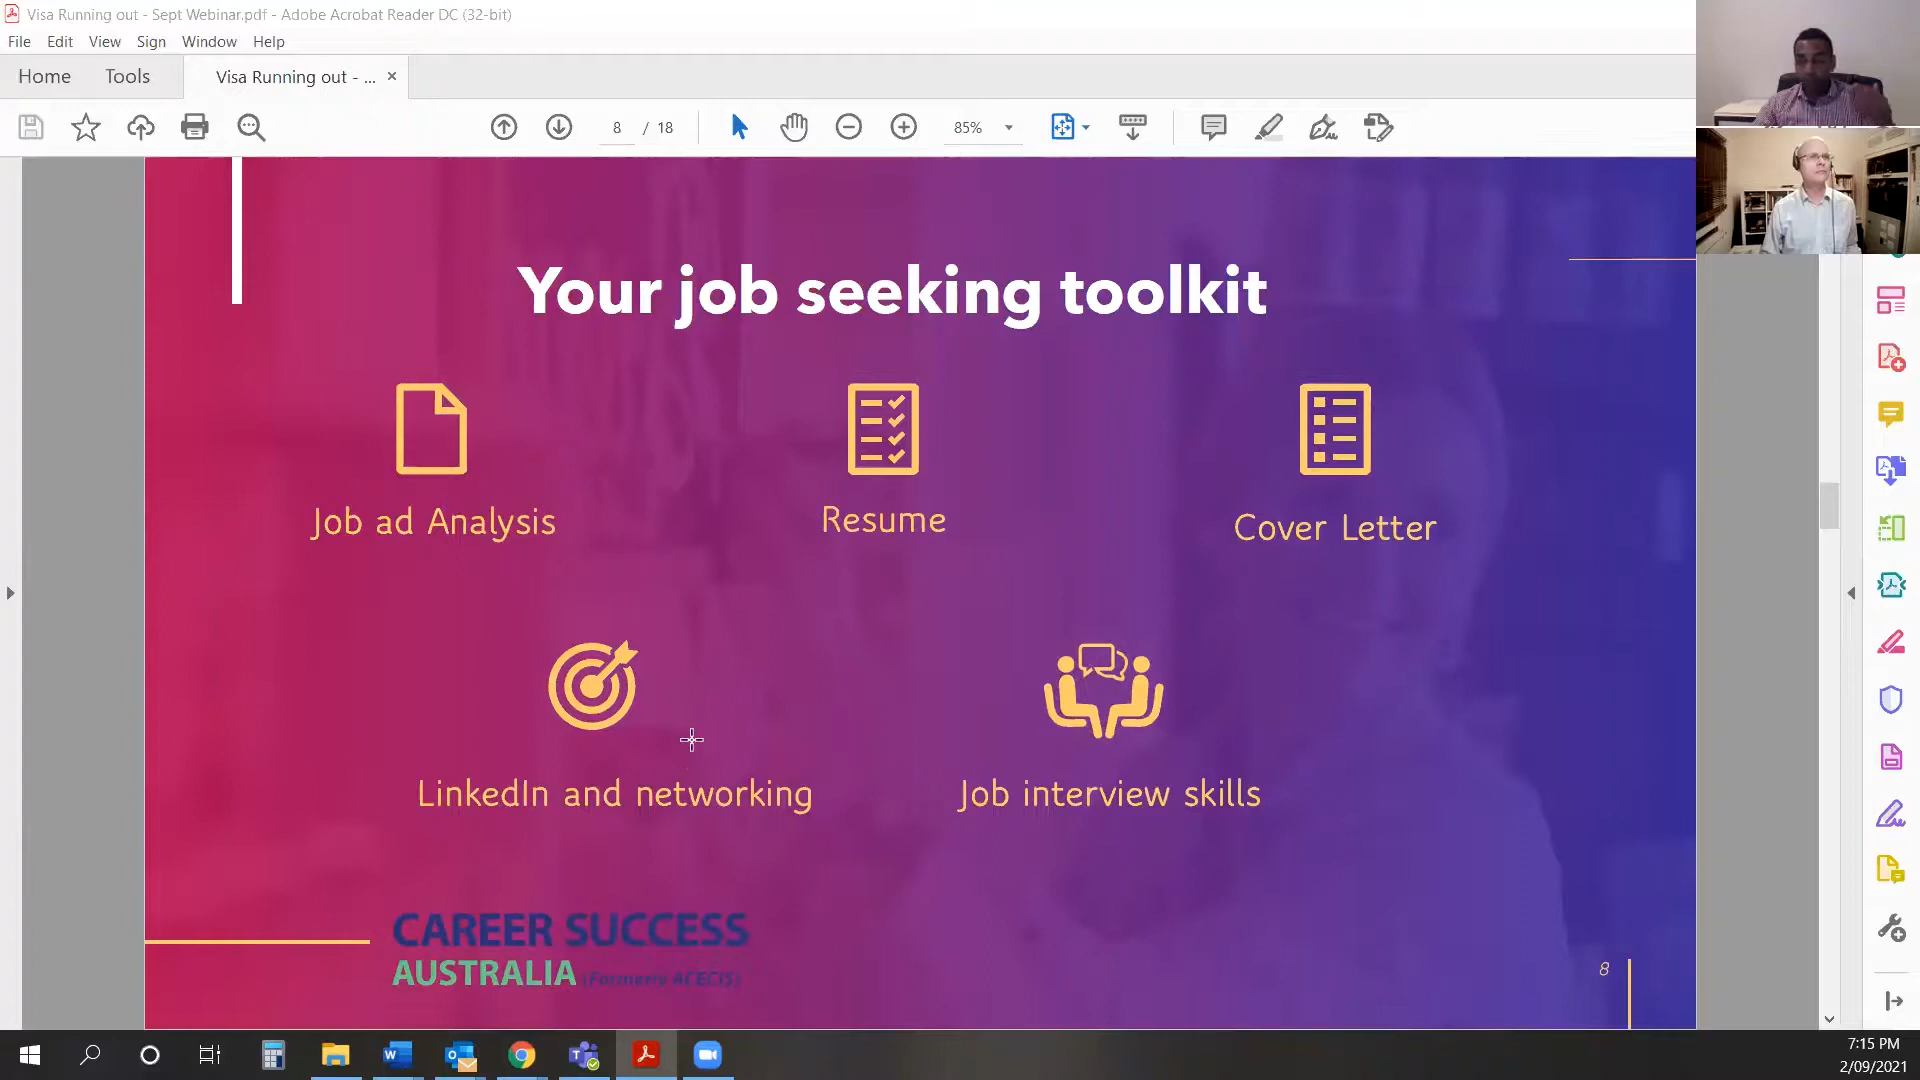 Visa Running out - Sept Webinar.pdf - Adobe Acrobat Reader DC (32-bit)
File Edit View Sign Window Help
Home Tools Visa Running out - ... ×
8 / 18 85%
Your job seeking toolkit
Job ad Analysis
Resume
Cover Letter
LinkedIn and networking
Job interview skills
CAREER SUCCESS
AUSTRALIA (Formerly ACECIS)
8
7:15 PM
2/09/2021